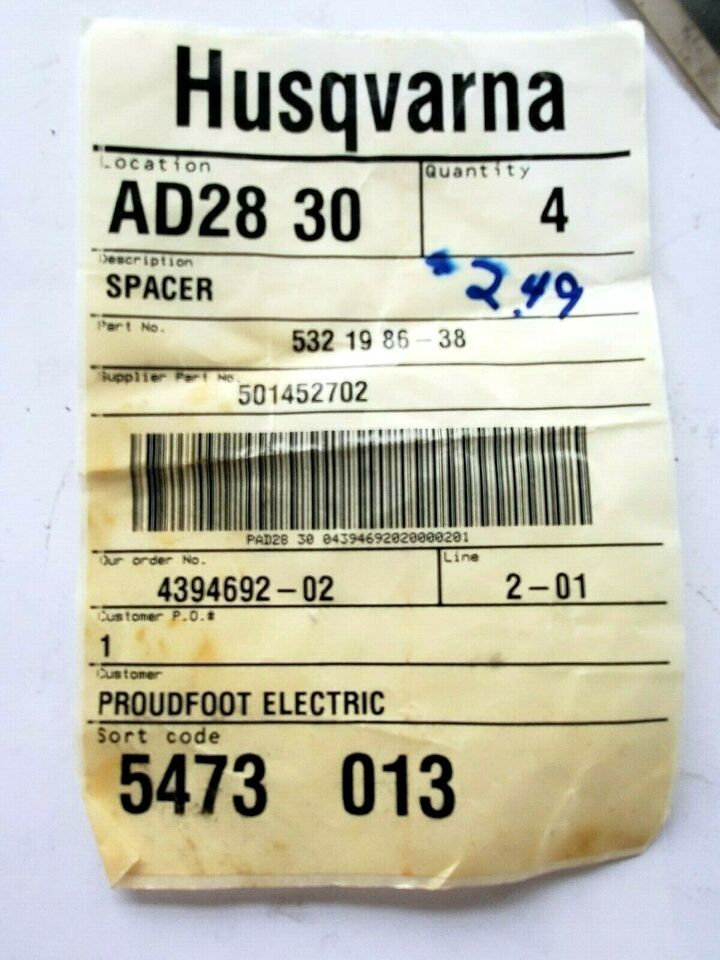 Husqvarna
Location
Quantity
AD28 30
4
Description
SPACER
$2.49
Part No.
532 19 86-38
Supplier Part No.
501452702
PAD28 30 04394692020000201
Our order No.
Line
4394692-02
2-01
Customer P.O.#
1
Customer
PROUDFOOT ELECTRIC
Sort code
5473 013